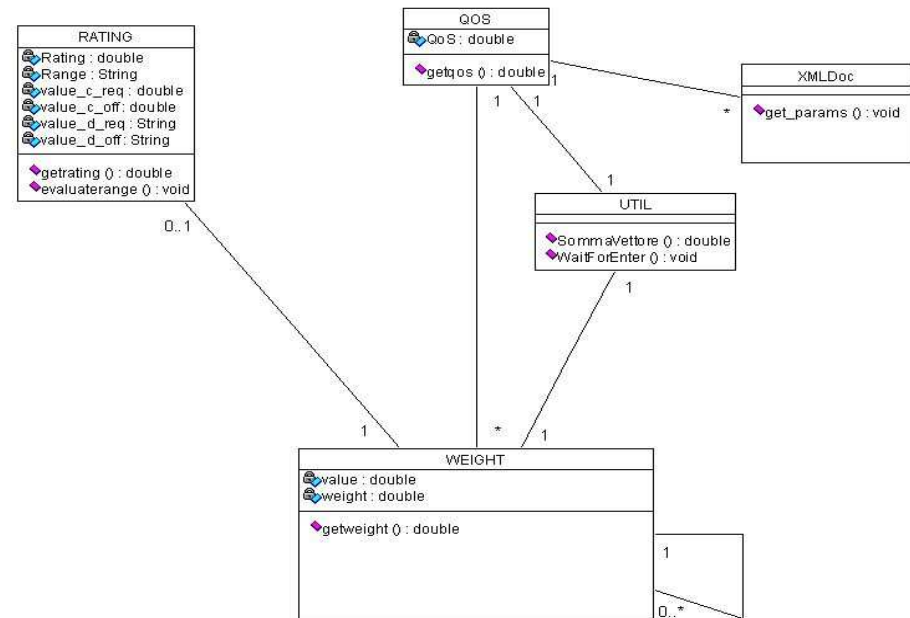 QOS
QoS : double
getqos () : double
RATING
Rating : double
Range : String
value_c_req : double
value_c_off : double
value_d_req : String
value_d_off : String
getrating () : double
evaluaterange () : void
XMLDoc
get_params () : void
1
*
1
1
1
UTIL
SommaVettore () : double
WaitForEnter () : void
0..1
1
1
*
1
WEIGHT
value : double
weight : double
getweight () : double
1
0..*